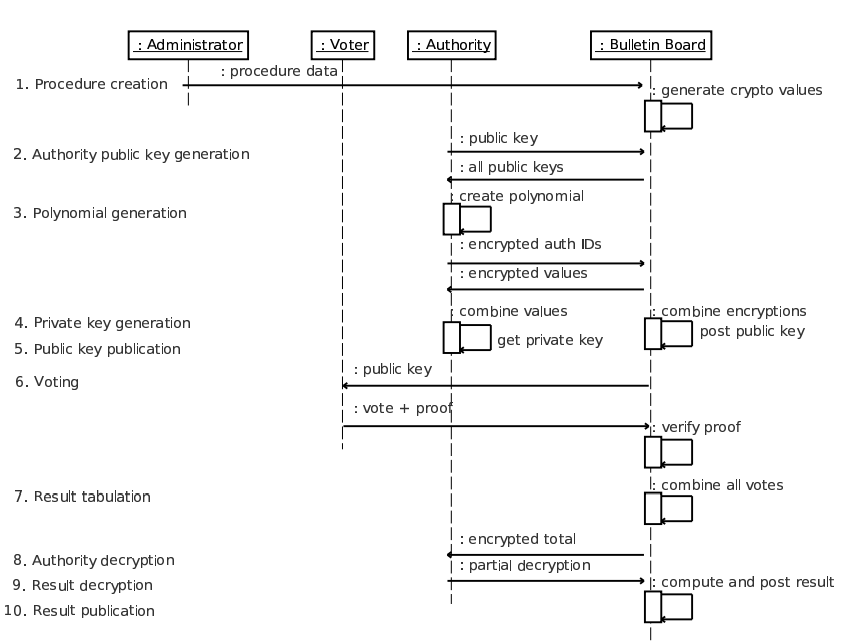 : Administrator
: Voter
: Authority
: Bulletin Board
: procedure data
1. Procedure creation
: generate crypto values
: public key
2. Authority public key generation
: all public keys
: create polynomial
3. Polynomial generation
: encrypted auth IDs
: encrypted values
: combine values
: combine encryptions
4. Private key generation
post public key
get private key
5. Public key publication
: public key
6. Voting
: vote + proof
: verify proof
: combine all votes
7. Result tabulation
: encrypted total
8. Authority decryption
: partial decryption
9. Result decryption
: compute and post result
10. Result publication